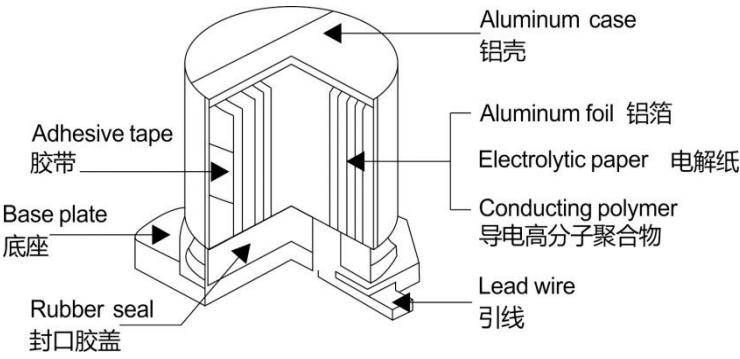 Aluminum case
铝壳
Aluminum foil 铝箔
Adhesive tape
胶带
Electrolytic paper 电解纸
Base plate
底座
Conducting polymer
导电高分子聚合物
Lead wire
引线
Rubber seal
封口胶盖